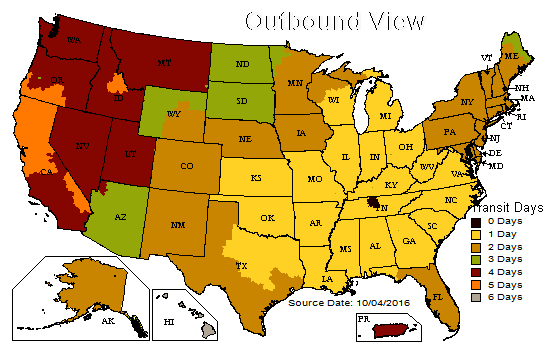 Outbound View
WA
MT
ND
MN
ME
VT
OR
ID
SD
WI
MI
NY
NH
MA
RI
CT
WY
NE
IA
PA
NJ
DE
MD
NV
UT
CO
IL
IN
OH
WV
VA
CA
KS
MO
KY
AZ
NM
OK
AR
TN
NC
SC
TX
MS
AL
GA
LA
FL
AK
HI
PR
Transit Days
0 Days
1 Day
2 Days
3 Days
4 Days
5 Days
6 Days
Source Date: 10/04/2016